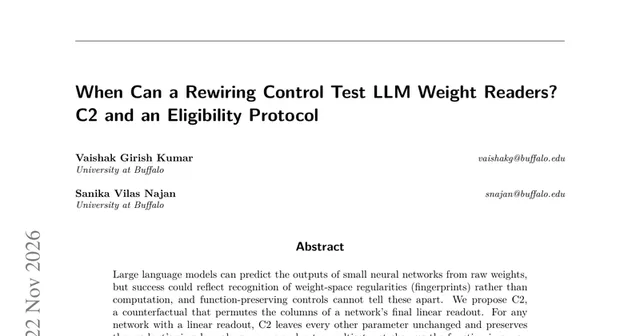 When Can a Rewiring Control Test LLM Weight Readers?
C2 and an Eligibility Protocol
Vaishak Girish Kumar vaishakg@buffalo.edu
University at Buffalo
Sanika Vilas Najan snajan@buffalo.edu
University at Buffalo
Abstract
Large language models can predict the outputs of small neural networks from raw weights,
but success could reflect recognition of weight-space regularities (fingerprints) rather than
computation, and function-preserving controls cannot tell these apart. We propose C2,
a counterfactual that permutes the columns of a network's final linear readout. For any
network with a linear readout, C2 leaves every other parameter unchanged and preserves
22 Nov 2026